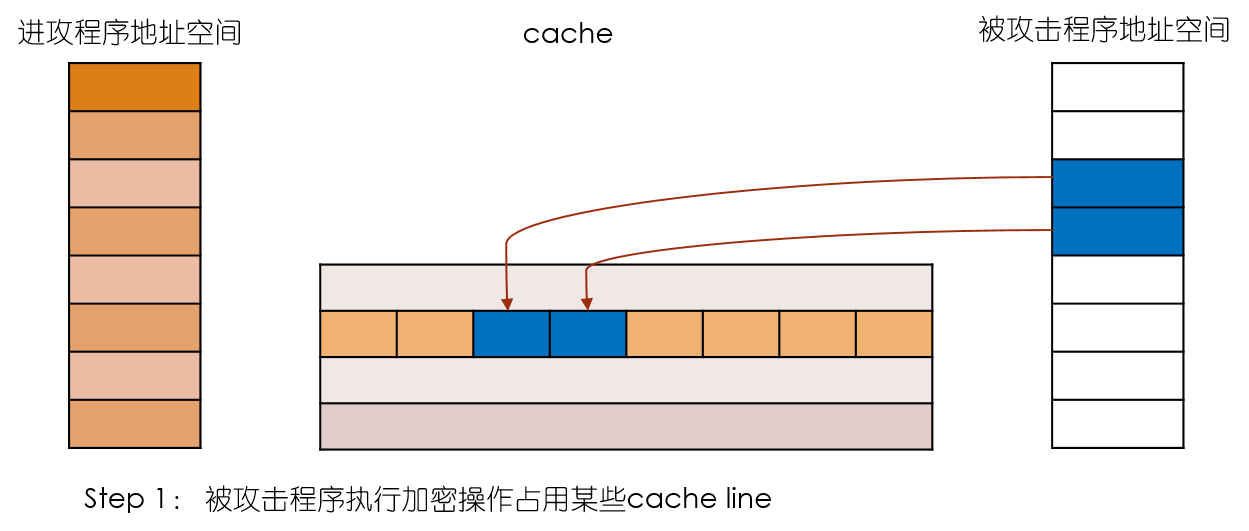 进攻程序地址空间
cache
被攻击程序地址空间
Step 1： 被攻击程序执行加密操作占用某些cache line